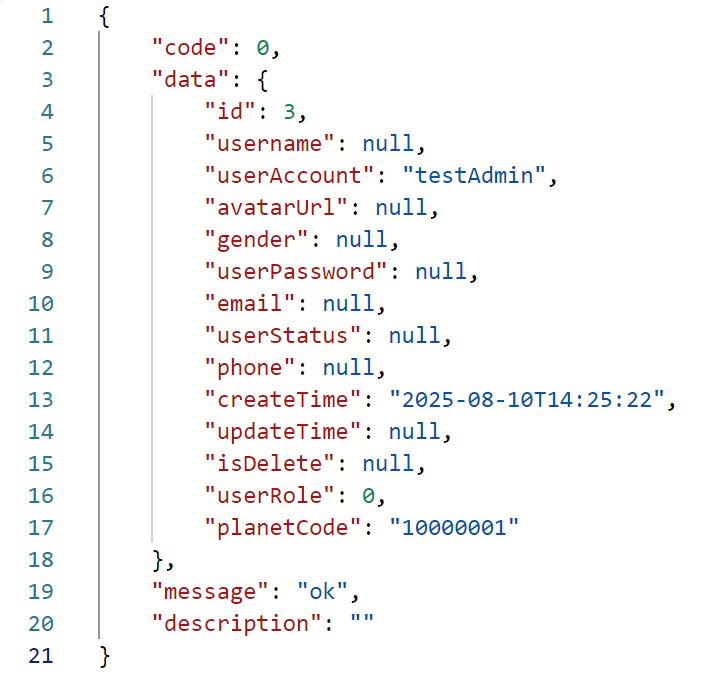 1 {
2     "code": 0,
3     "data": {
4         "id": 3,
5         "username": null,
6         "userAccount": "testAdmin",
7         "avatarUrl": null,
8         "gender": null,
9         "userPassword": null,
10         "email": null,
11         "userStatus": null,
12         "phone": null,
13         "createTime": "2025-08-10T14:25:22",
14         "updateTime": null,
15         "isDelete": null,
16         "userRole": 0,
17         "planetCode": "10000001"
18     },
19     "message": "ok",
20     "description": ""
21 }